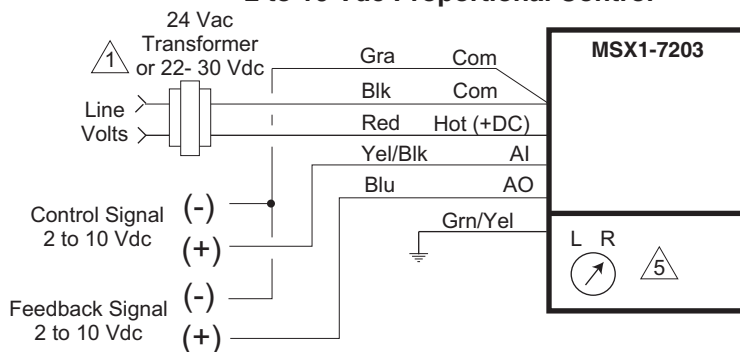 2 to 10 Vdc Proportional Control
24 Vac
Transformer
or 22- 30 Vdc
1
Line
Volts
Gra Com
Blk Com
Red Hot (+DC)
Yel/Blk AI
Blu AO
Grn/Yel
MSX1-7203
L R
5
Control Signal
2 to 10 Vdc
(-)
(+)
Feedback Signal
2 to 10 Vdc
(-)
(+)